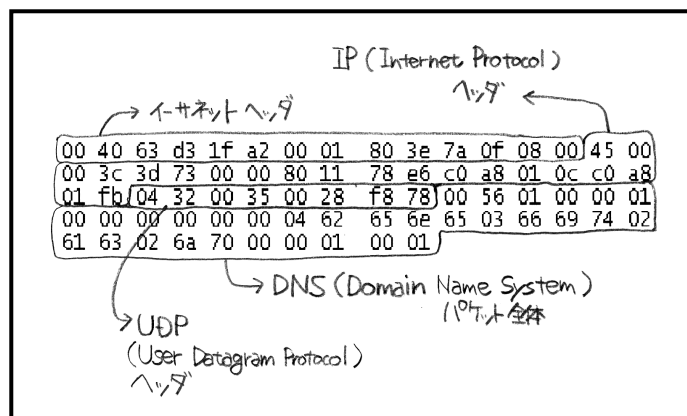 IP (Internet Protocol)
ヘッダ
イーサネット ヘッダ
00 40 63 d3 1f a2 00 01 80 3e 7a 0f 08 00 45 00
00 3c 3d 73 00 00 80 11 78 e6 c0 a8 01 0c c0 a8
01 fb 04 32 00 35 00 28 f8 78 00 56 01 00 00 01
00 00 00 00 00 00 04 62 65 6e 65 03 66 69 74 02
61 63 02 6a 70 00 00 01 00 01
DNS (Domain Name System)
パケット全体
UDP
(User Datagram Protocol)
ヘッダ